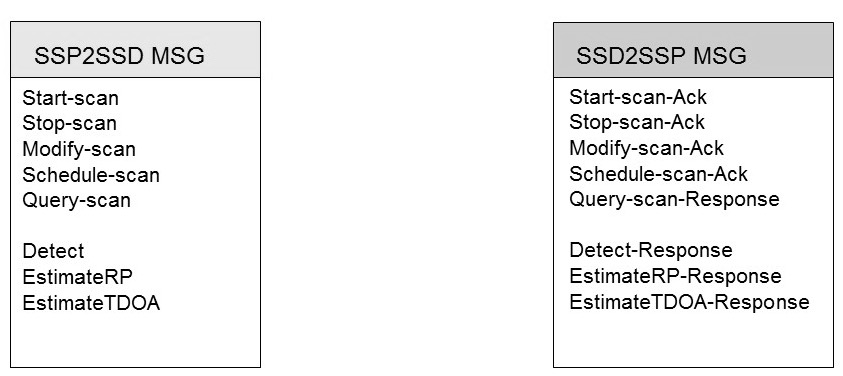 SSP2SSD MSG
Start-scan
Stop-scan
Modify-scan
Schedule-scan
Query-scan
Detect
EstimateRP
EstimateTDOA
SSD2SSP MSG
Start-scan-Ack
Stop-scan-Ack
Modify-scan-Ack
Schedule-scan-Ack
Query-scan-Response
Detect-Response
EstimateRP-Response
EstimateTDOA-Response